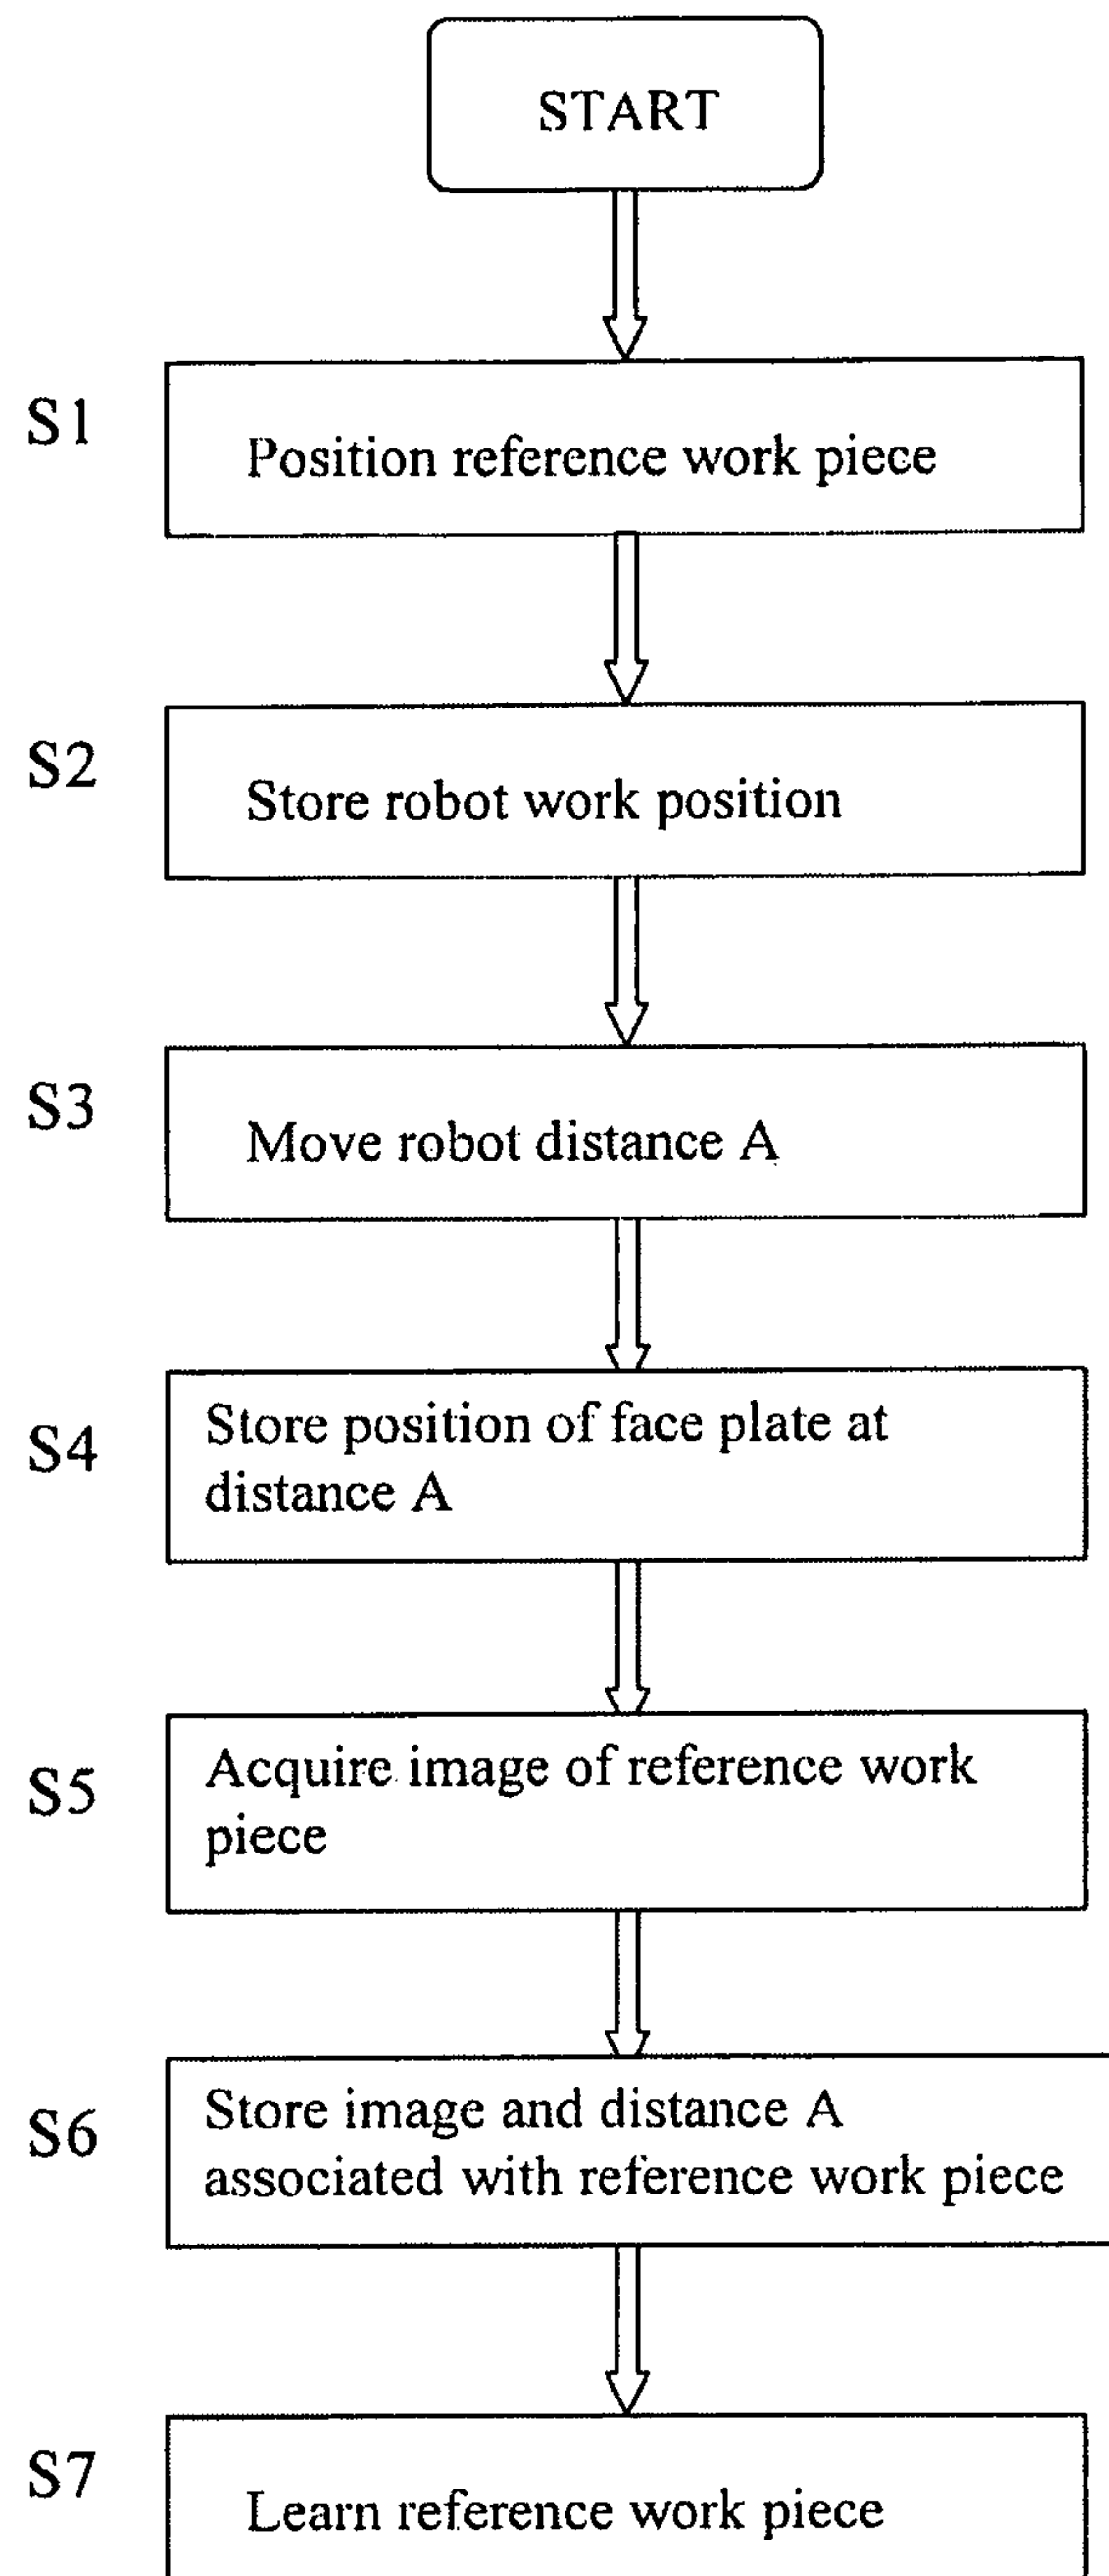 START
S1
Position reference work piece
S2
Store robot work position
S3
Move robot distance A
S4
Store position of face plate at
distance A
S5
Acquire image of reference work
piece
S6
Store image and distance A
associated with reference work piece
S7
Learn reference work piece